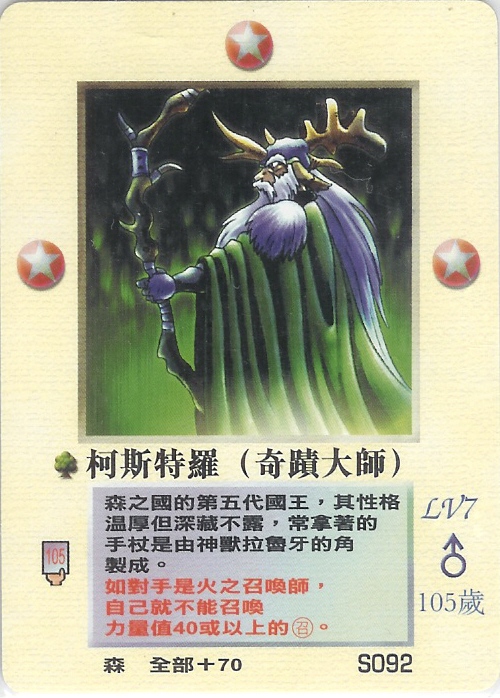 柯斯特羅（奇蹟大師）
森之國的第五代國王，其性格
温厚但深藏不露，常拿著的
手杖是由神獸拉魯牙的角
製成。
如對手是火之召喚師，
自己就不能召喚
力量值40或以上的㊐召。
LV7
♂
105歲
105
森 全部＋70
S092